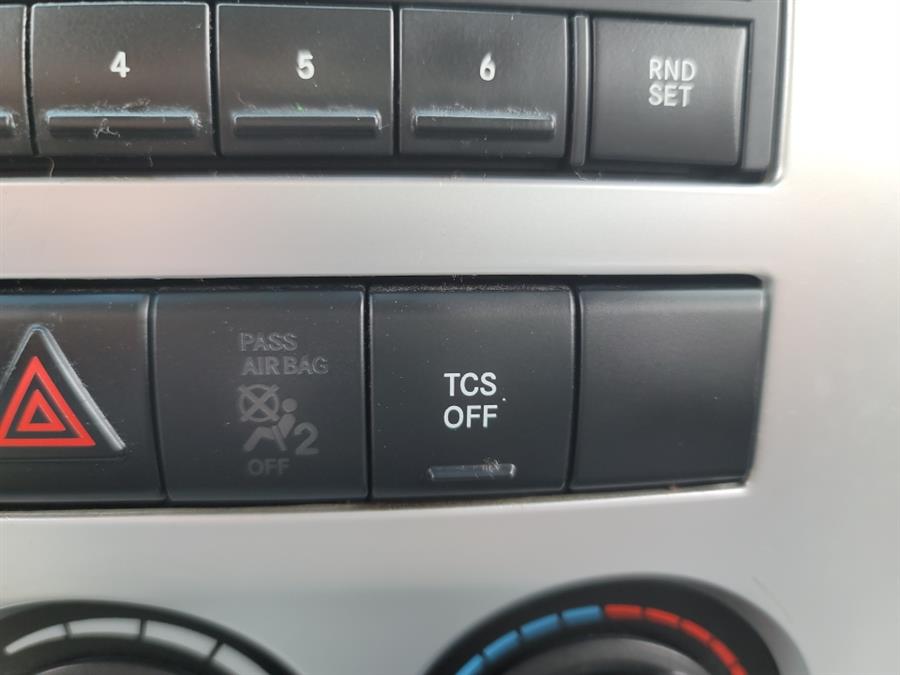 4
5
6
RND
SET
PASS
AIR BAG
2
OFF
TCS
OFF